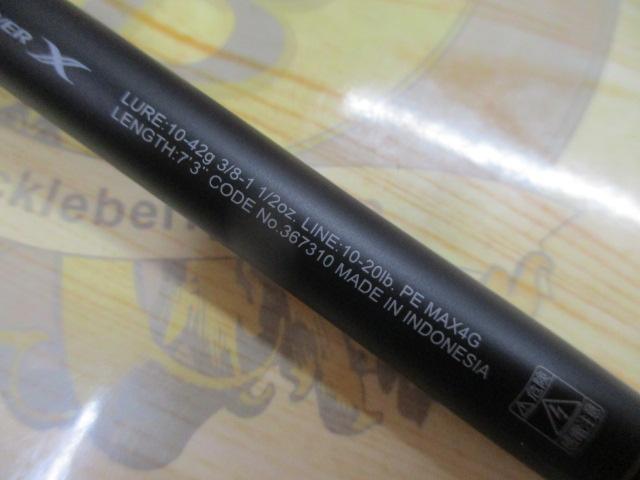 X
LURE:10-42g 3/8-1 1/2oz. LINE:10-20lb. PE MAX4G
LENGTH:7'3" CODE No.367310 MADE IN INDONESIA